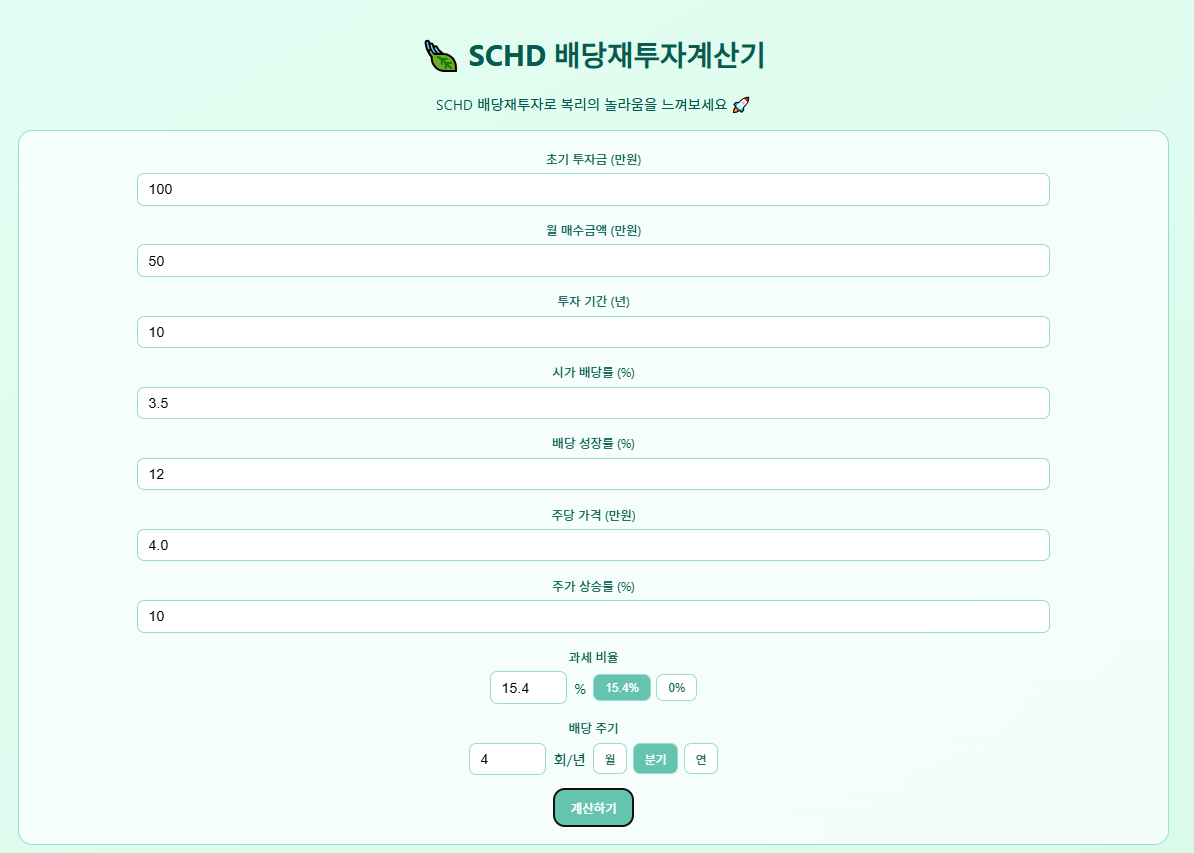 SCHD 배당재투자계산기
SCHD 배당재투자로 복리의 놀라움을 느껴보세요 🚀
초기 투자금 (만원)
100
월 매수금액 (만원)
50
투자 기간 (년)
10
시가 배당률 (%)
3.5
배당 성장률 (%)
12
주당 가격 (만원)
4.0
주가 상승률 (%)
10
과세 비율
15.4 % 15.4% 0%
배당 주기
4 회/년 월 분기 연
계산하기